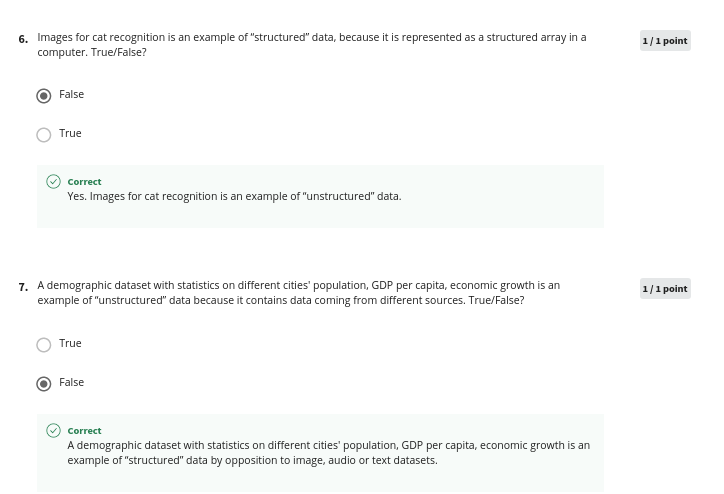 6. Images for cat recognition is an example of “structured” data, because it is represented as a structured array in a
computer. True/False?
1 / 1 point
False
True
Correct
Yes. Images for cat recognition is an example of “unstructured” data.
7. A demographic dataset with statistics on different cities' population, GDP per capita, economic growth is an
example of “unstructured” data because it contains data coming from different sources. True/False?
1 / 1 point
True
False
Correct
A demographic dataset with statistics on different cities' population, GDP per capita, economic growth is an
example of “structured” data by opposition to image, audio or text datasets.